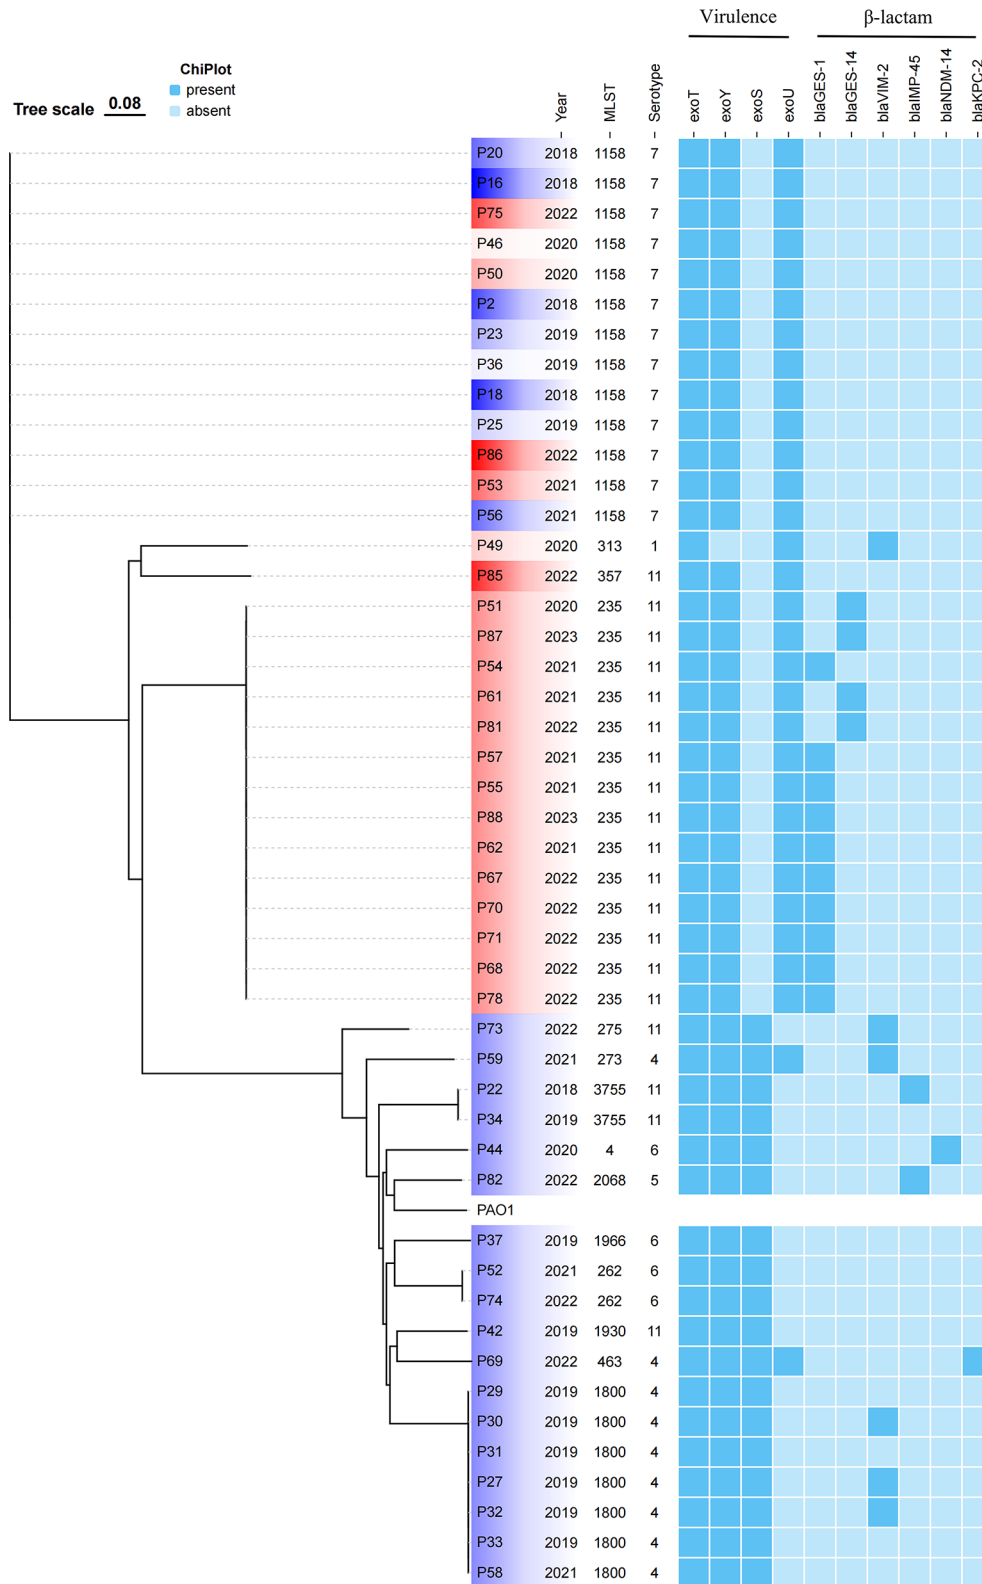 Virulence β-lactam
ChiPlot
present
absent
Tree scale 0.08
Year MLST Serotype exoT exoY exoS exoU blaGES-1 blaGES-14 blaVIM-2 blaIMP-45 blaNDM-14 blaKPC-2
P20 2018 1158 7
P16 2018 1158 7
P75 2022 1158 7
P46 2020 1158 7
P50 2020 1158 7
P2 2018 1158 7
P23 2019 1158 7
P36 2019 1158 7
P18 2018 1158 7
P25 2019 1158 7
P86 2022 1158 7
P53 2021 1158 7
P56 2021 1158 7
P49 2020 313 1
P85 2022 357 11
P51 2020 235 11
P87 2023 235 11
P54 2021 235 11
P61 2021 235 11
P81 2022 235 11
P57 2021 235 11
P55 2021 235 11
P88 2023 235 11
P62 2021 235 11
P67 2022 235 11
P70 2022 235 11
P71 2022 235 11
P68 2022 235 11
P78 2022 235 11
P73 2022 275 11
P59 2021 273 4
P22 2018 3755 11
P34 2019 3755 11
P44 2020 4 6
P82 2022 2068 5
PAO1
P37 2019 1966 6
P52 2021 262 6
P74 2022 262 6
P42 2019 1930 11
P69 2022 463 4
P29 2019 1800 4
P30 2019 1800 4
P31 2019 1800 4
P27 2019 1800 4
P32 2019 1800 4
P33 2019 1800 4
P58 2021 1800 4